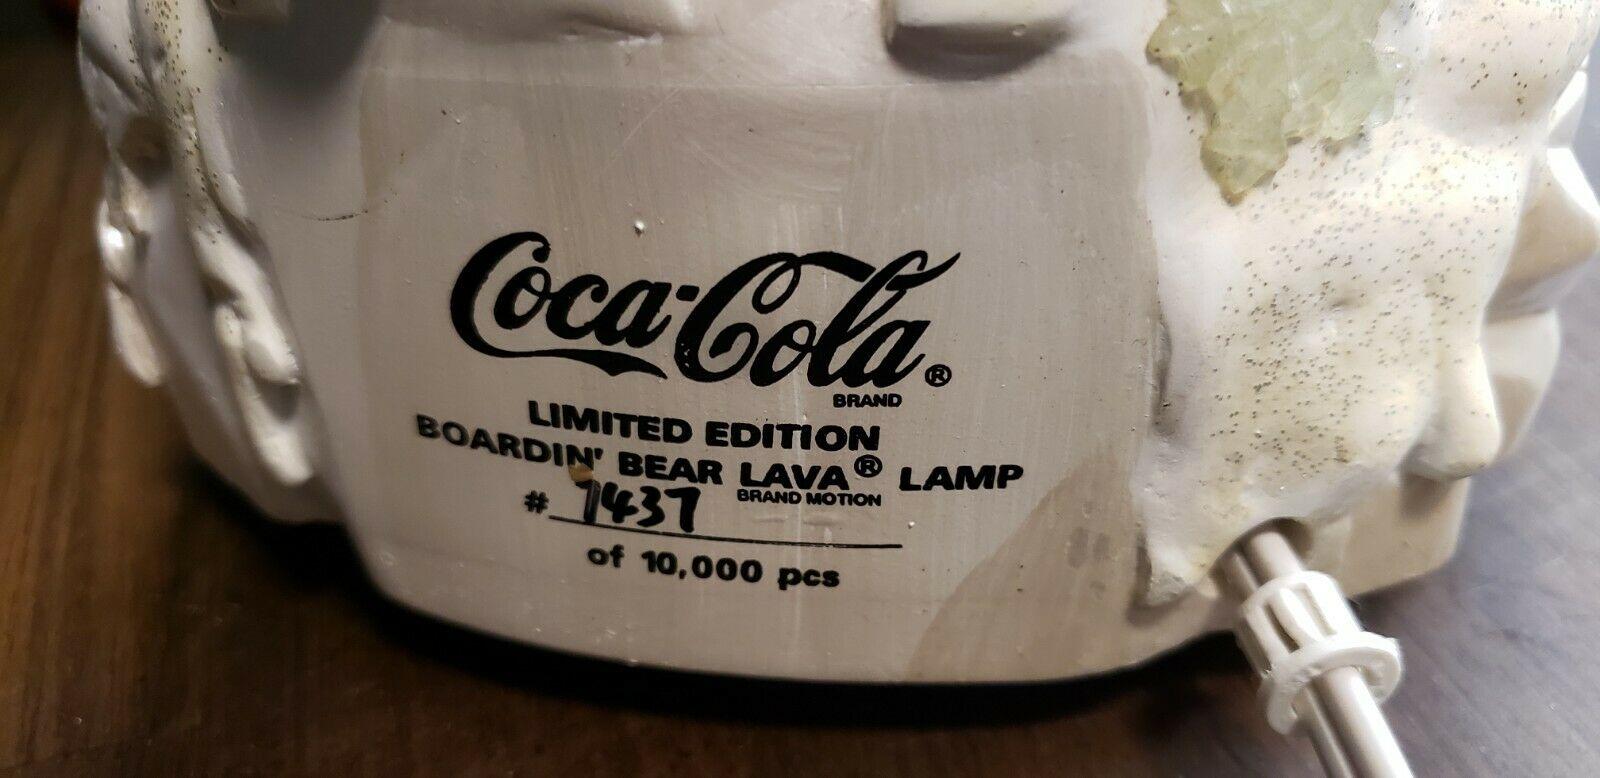 Coca-Cola®
BRAND
LIMITED EDITION
BOARDIN' BEAR LAVA® LAMP
BRAND MOTION
# 1437
of 10,000 pcs